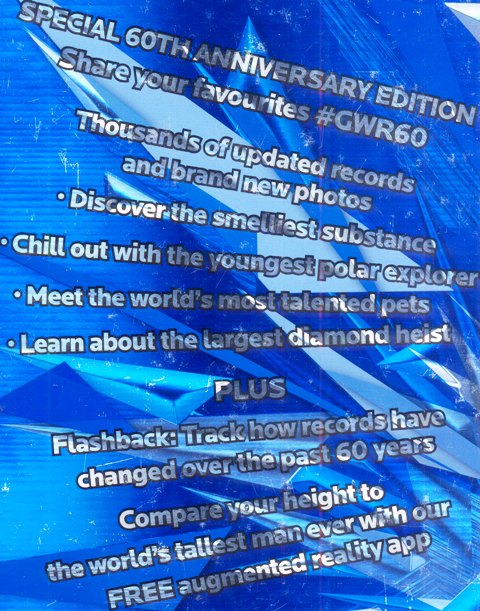 SPECIAL 60TH ANNIVERSARY EDITION
Share your favourites #GWR60
Thousands of updated records
and brand new photos
• Discover the smelliest substance
• Chill out with the youngest polar explorer
• Meet the world's most talented pets
• Learn about the largest diamond heist
PLUS
Flashback: Track how records have
changed over the past 60 years
Compare your height to
the world's tallest man ever with our
FREE augmented reality app